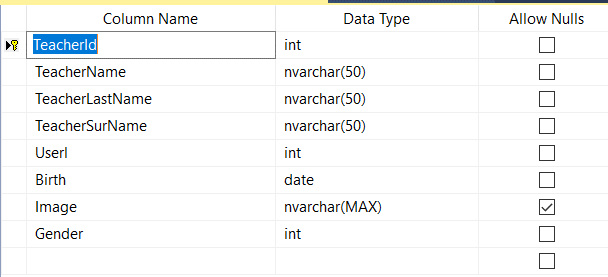 Column Name Data Type Allow Nulls
TeacherId int
TeacherName nvarchar(50)
TeacherLastName nvarchar(50)
TeacherSurName nvarchar(50)
UserI int
Birth date
Image nvarchar(MAX)
Gender int